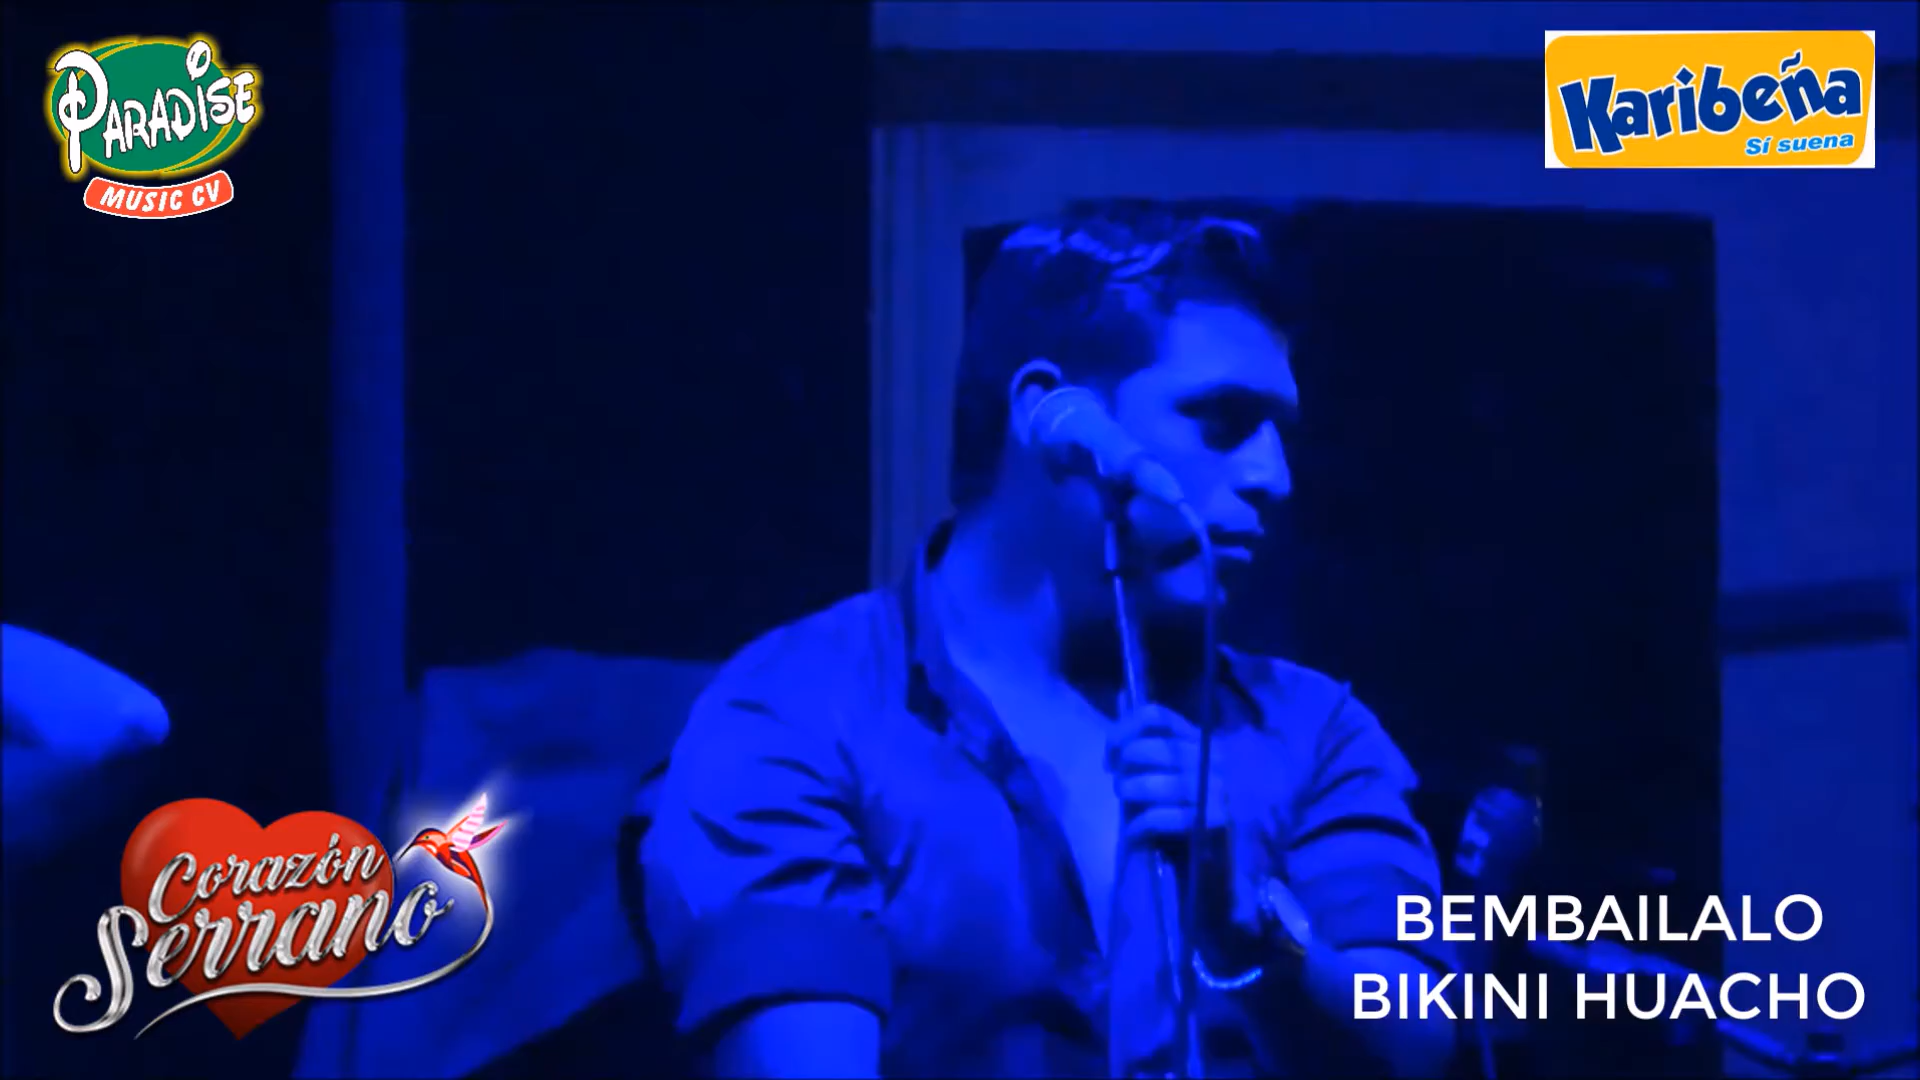 PARADISE
MUSIC CV
Karibeña
Sí suena
Corazón
Serrano
BEMBAILALO
BIKINI HUACHO